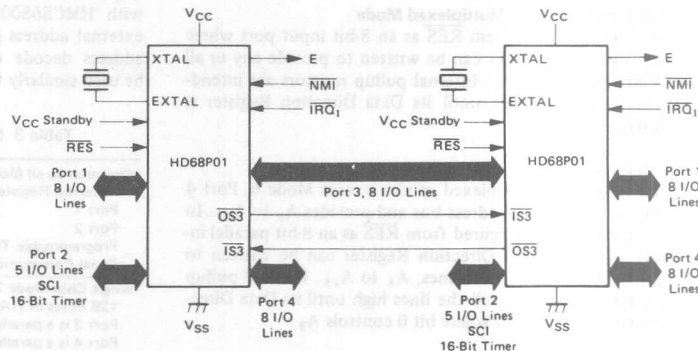 VCC
XTAL
EXTAL
VCC Standby
RES
HD68P01
Port 1
8 I/O
Lines
Port 2
5 I/O Lines
SCI
16-Bit Timer
VSS
E
NMI
IRQ1
Port 3, 8 I/O Lines
OS3
IS3
Port 4
8 I/O
Lines
VCC
XTAL
EXTAL
VCC Standby
RES
HD68P01
IS3
OS3
Port 2
5 I/O Lines
SCI
16-Bit Timer
VSS
E
NMI
IRQ1
Port 1
8 I/O
Lines
Port 4
8 I/O
Lines